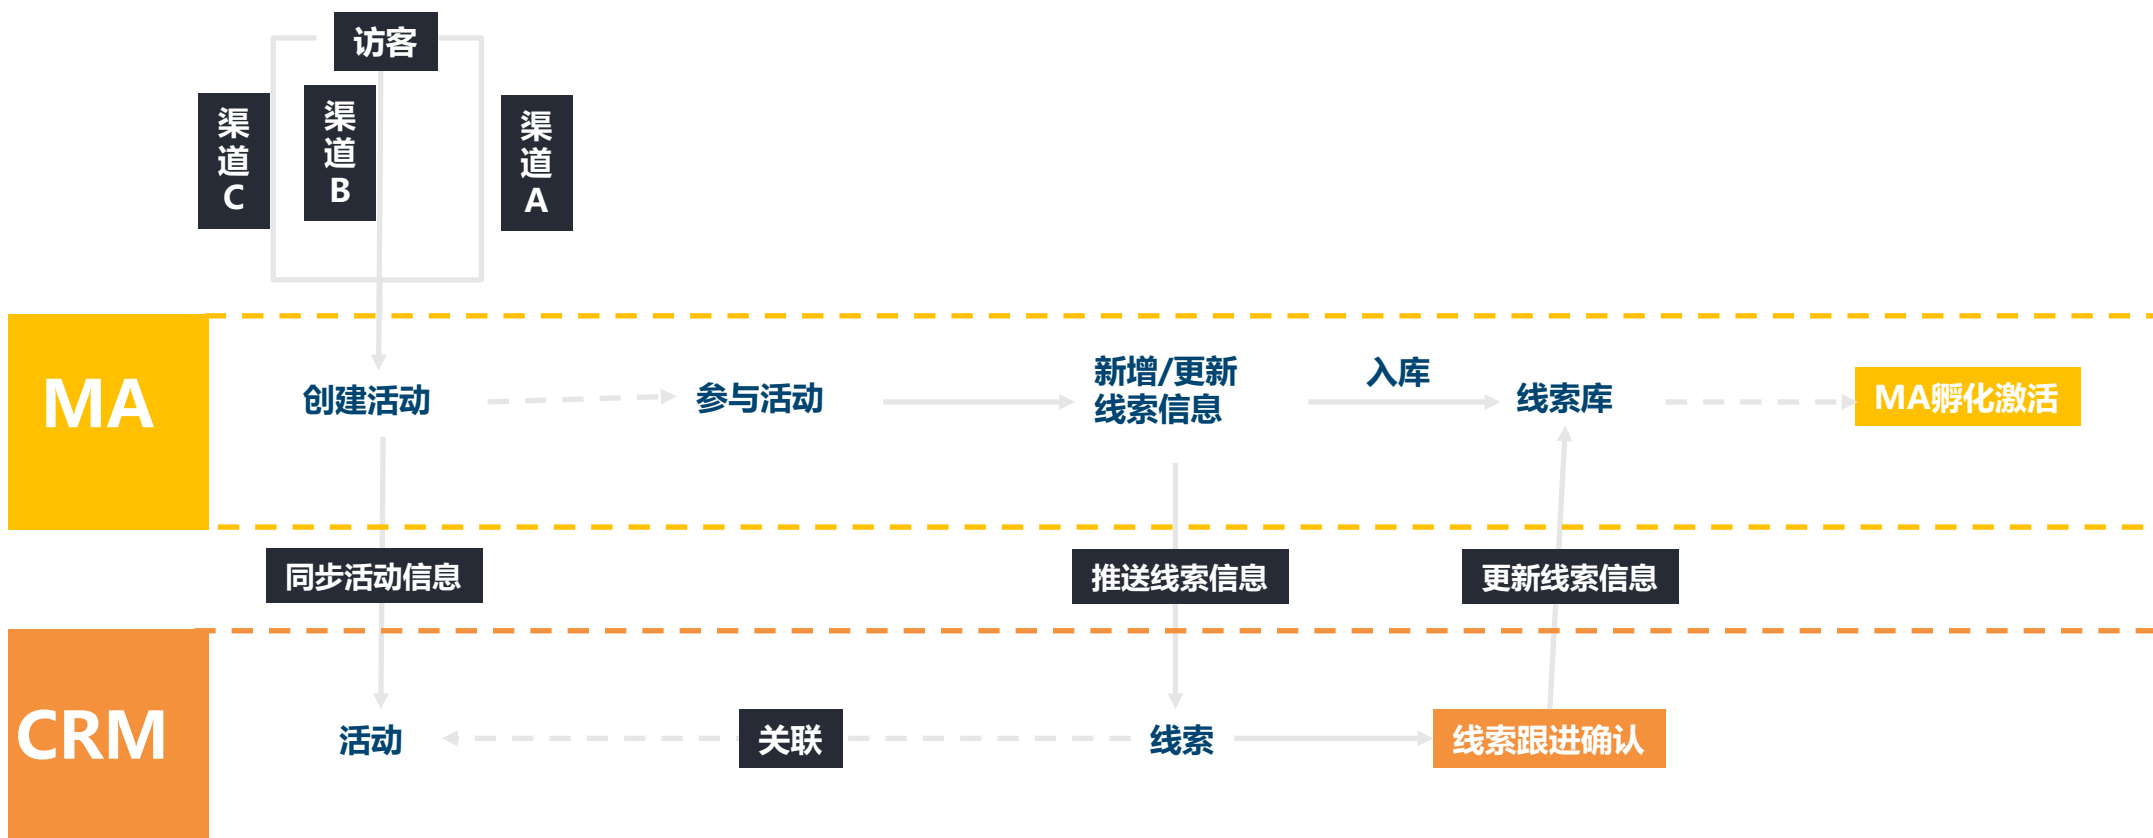 访客
渠道C
渠道B
渠道A
MA
创建活动
参与活动
新增/更新
线索信息
入库
线索库
MA孵化激活
同步活动信息
推送线索信息
更新线索信息
CRM
活动
关联
线索
线索跟进确认